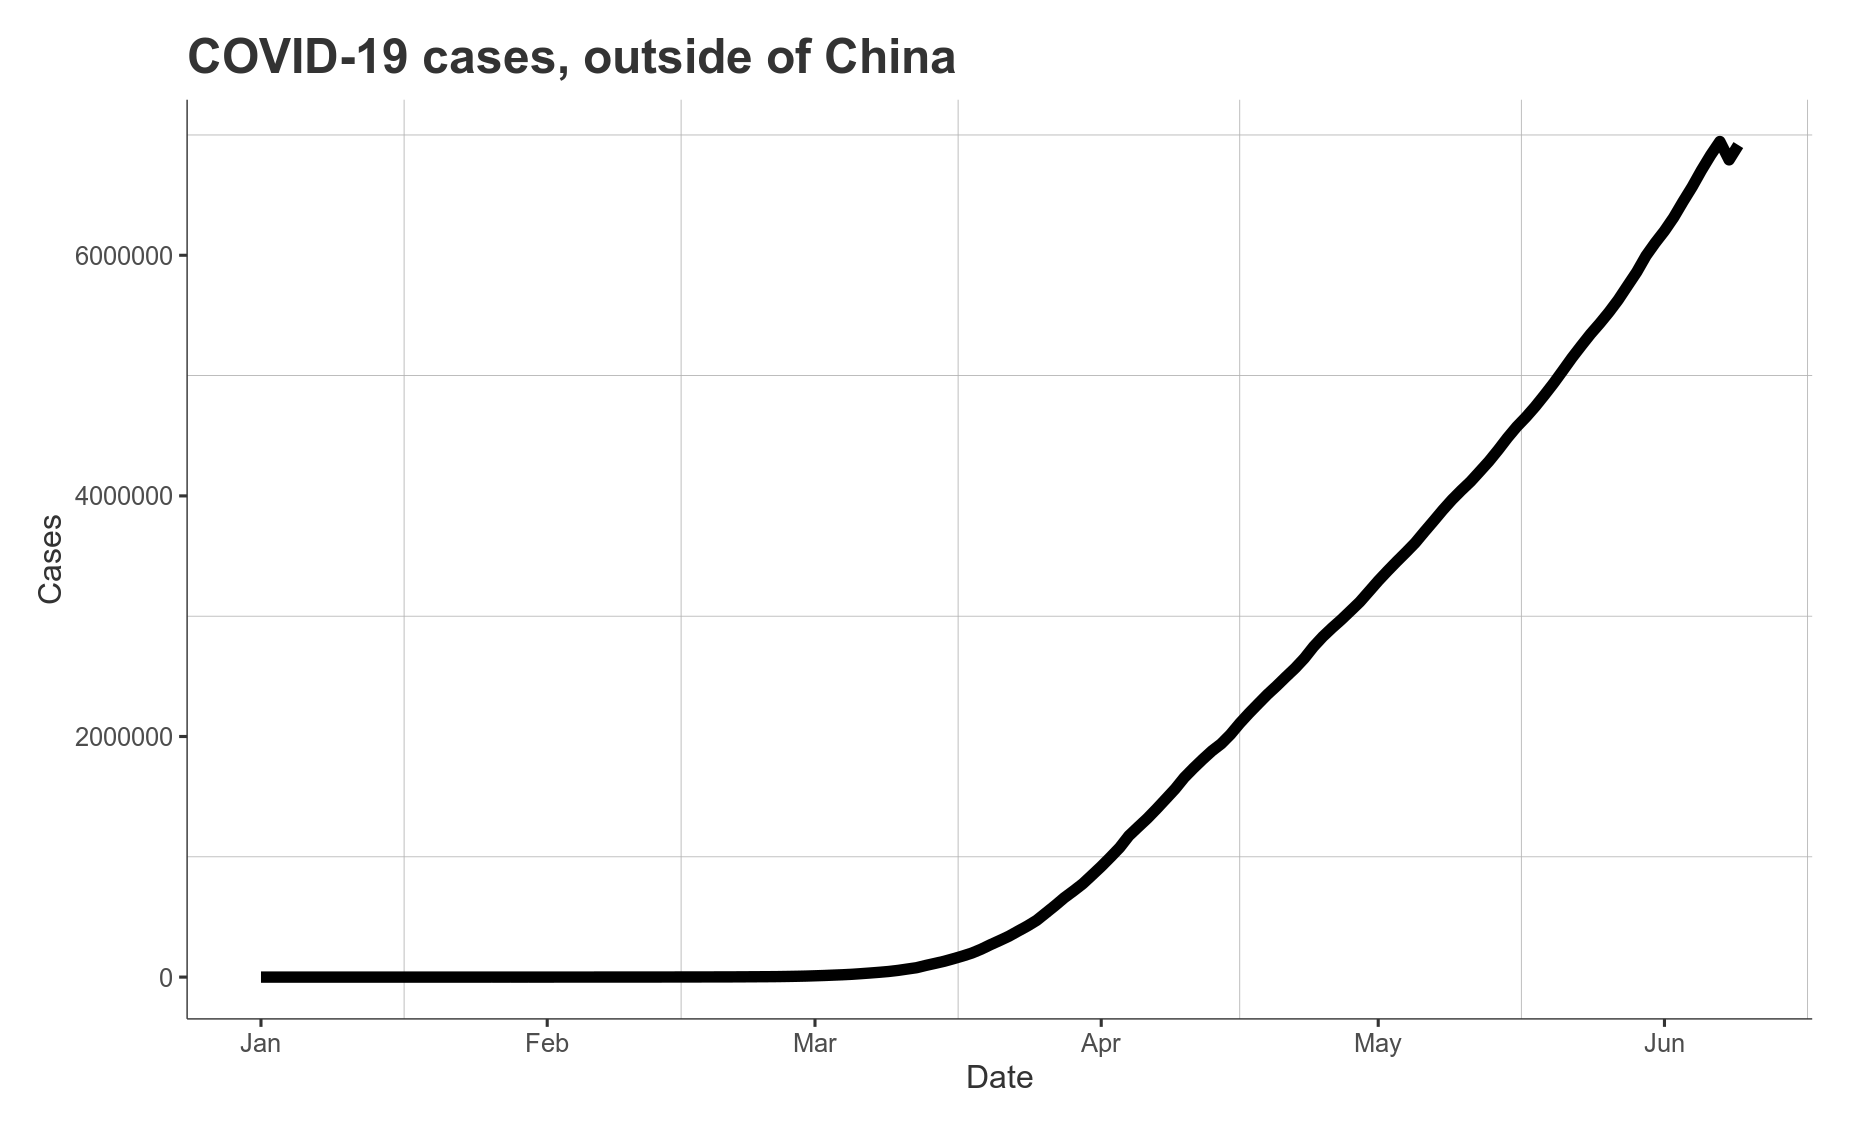 COVID-19 cases, outside of China
6000000
4000000
2000000
0
Cases
Jan Feb Mar Apr May Jun
Date